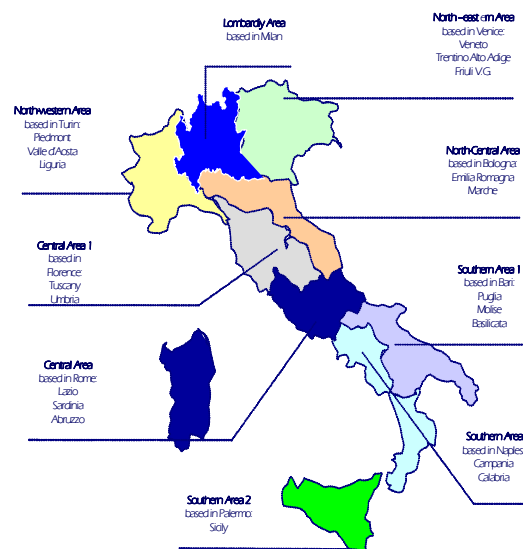 Lombardy Area
based in Milan
North-eastern Area
based in Venice:
Veneto
Trentino Alto Adige
Friuli V.G.
Northwestern Area
based in Turin:
Piedmont
Valle d'Aosta
Liguria
North-Central Area
based in Bologna:
Emilia Romagna
Marche
Central Area 1
based in
Florence:
Tuscany
Umbria
Southern Area 1
based in Bari:
Puglia
Molise
Basilicata
Central Area
based in Rome:
Lazio
Sardinia
Abruzzo
Southern Area
based in Naples
Campania
Calabria
Southern Area 2
based in Palermo:
Sicily